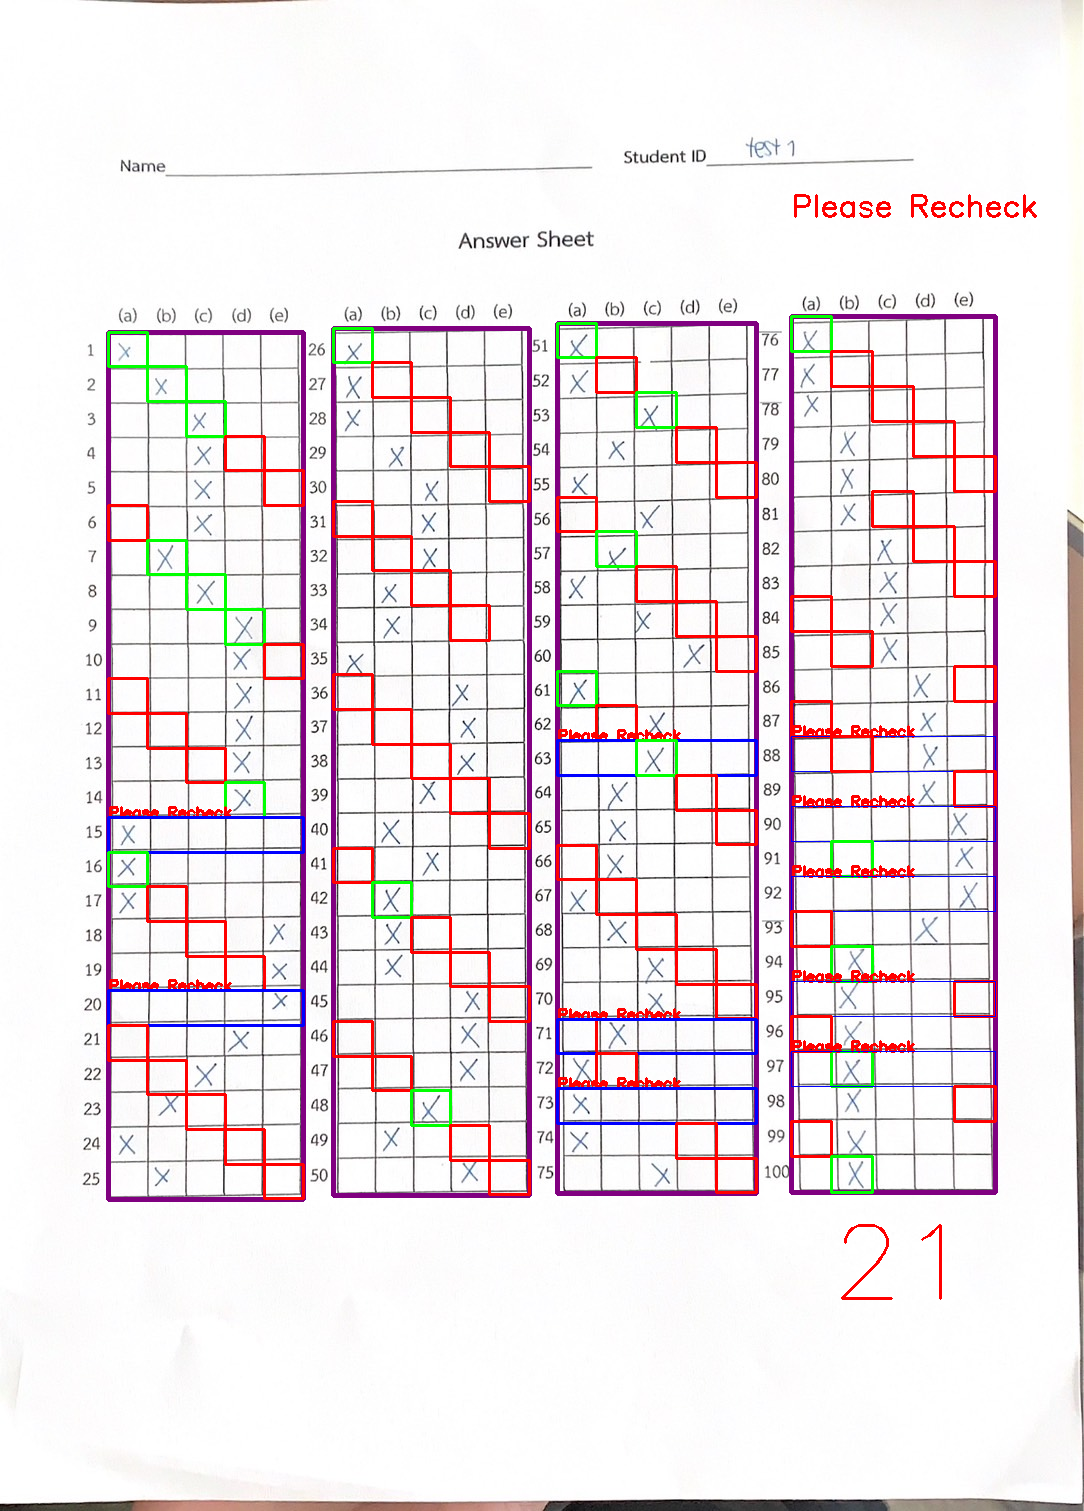 Name Student ID test 1
Please Recheck
Answer Sheet
(a) (b) (c) (d) (e) (a) (b) (c) (d) (e) (a) (b) (c) (d) (e) (a) (b) (c) (d) (e)
1 X 26 X 51 X 76 X
2 X 27 X 52 X 77 X
3 X 28 X 53 X 78 X
4 X 29 X 54 X 79 X
5 X 30 X 55 X 80 X
6 X 31 X 56 X 81 X
7 X 32 X 57 X 82 X
8 X 33 X 58 X 83 X
9 X 34 X 59 X 84 X
10 X 35 X 60 X 85 X
11 X 36 X 61 X 86 X
12 X 37 X 62 X 87 X
Please Recheck Please Recheck
13 X 38 X 63 X 88 X
14 X 39 X 64 X 89 X
Please Recheck Please Recheck
15 X 40 X 65 X 90 X
16 X 41 X 66 X 91 X
Please Recheck
17 X 42 X 67 X 92 X
18 X 43 X 68 X 93 X
19 X 44 X 69 X 94 X
Please Recheck Please Recheck
20 X 45 X 70 X 95 X
Please Recheck
21 X 46 X 71 X 96 X
Please Recheck
22 X 47 X 72 X 97 X
Please Recheck
23 X 48 X 73 X 98 X
24 X 49 X 74 X 99 X
25 X 50 X 75 X 100 X
21